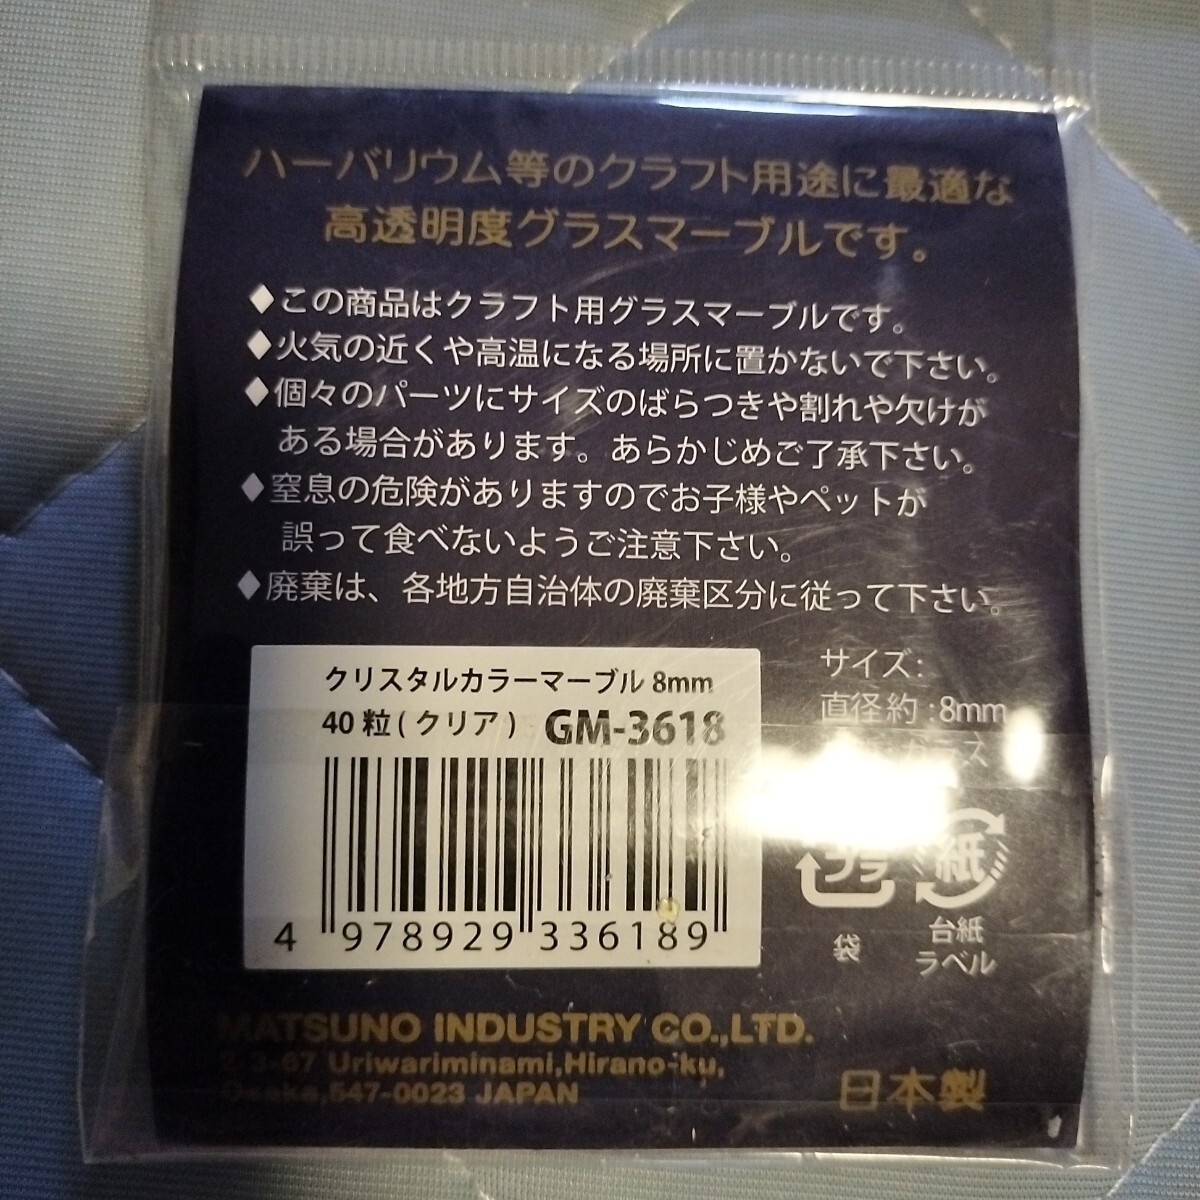 ハーバリウム等のクラフト用途に最適な
高透明度グラスマーブルです。
◆この商品はクラフト用グラスマーブルです。
◆火気の近くや高温になる場所に置かないで下さい。
◆個々のパーツにサイズのばらつきや割れや欠けが
ある場合があります。あらかじめご了承下さい。
◆窒息の危険がありますのでお子様やペットが
誤って食べないようご注意下さい。
◆廃棄は、各地方自治体の廃棄区分に従って下さい。
クリスタルカラーマーブル 8mm
40 粒(クリア) GM-3618
4 978929 336189
サイズ:
直径約:8mm
プラ
袋
紙
台紙
ラベル
MATSUNO INDUSTRY CO.,LTD.
2-3-67 Uriwariminami,Hirano-ku,
Osaka,547-0023 JAPAN
日本製